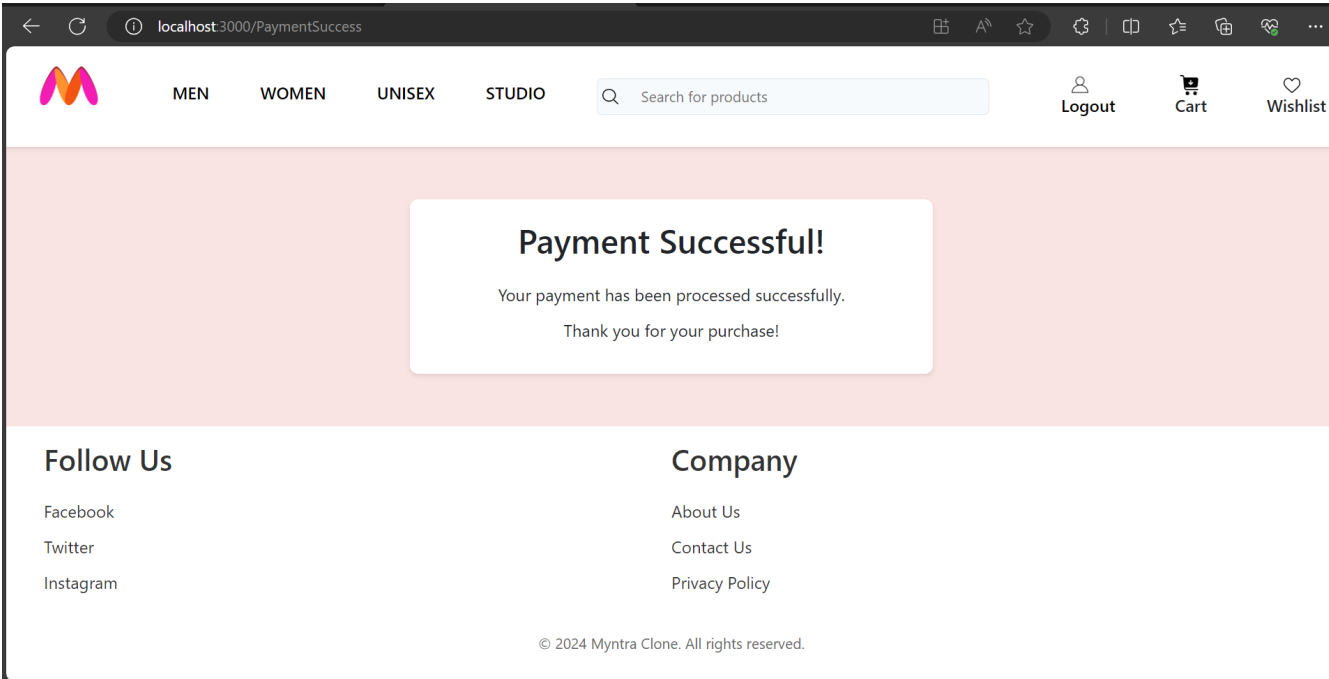 localhost:3000/PaymentSuccess
MEN WOMEN UNISEX STUDIO Search for products Logout Cart Wishlist
Payment Successful!
Your payment has been processed successfully.
Thank you for your purchase!
Follow Us
Facebook
Twitter
Instagram
Company
About Us
Contact Us
Privacy Policy
© 2024 Myntra Clone. All rights reserved.